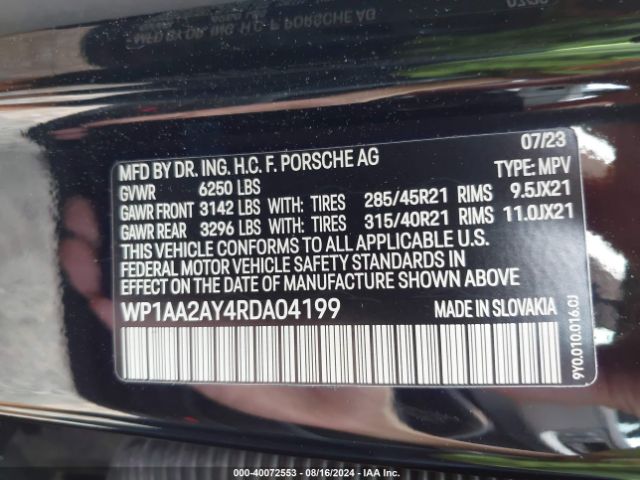 MFD BY DR. ING. H.C. F. PORSCHE AG 07/23
GVWR 6250 LBS TYPE: MPV
GAWR FRONT 3142 LBS WITH: TIRES 285/45R21 RIMS 9.5JX21
GAWR REAR 3296 LBS WITH: TIRES 315/40R21 RIMS 11.0JX21
THIS VEHICLE CONFORMS TO ALL APPLICABLE U.S.
FEDERAL MOTOR VEHICLE SAFETY STANDARDS IN
EFFECT ON THE DATE OF MANUFACTURE SHOWN ABOVE.
WP1AA2AY4RDA04199 MADE IN SLOVAKIA
9Y0.010.016.0J
000-40072553 - 08/16/2024 - IAA Inc.